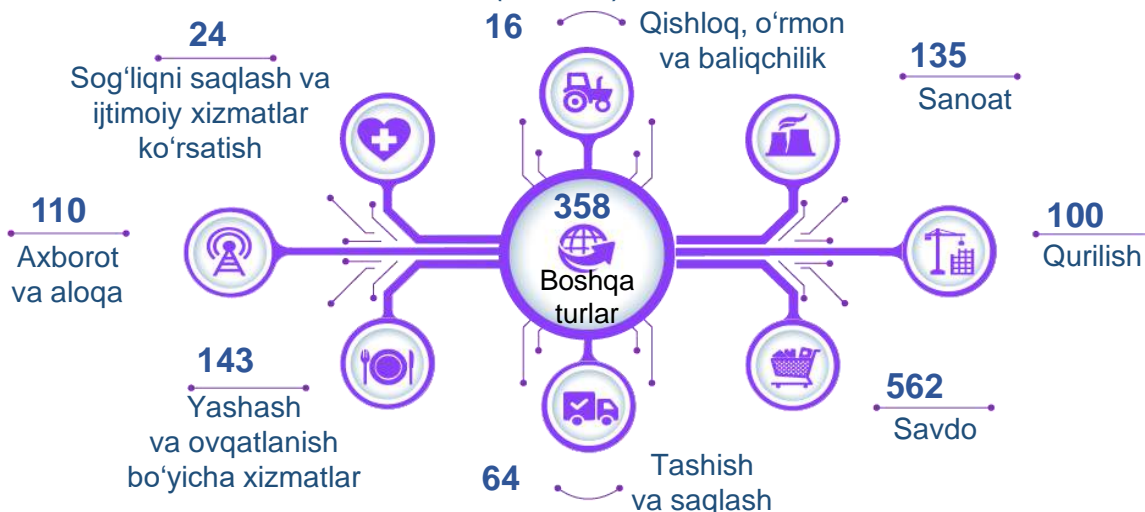 24
Sog‘liqni saqlash va
ijtimoiy xizmatlar
ko‘rsatish
16
Qishloq, o‘rmon
va baliqchilik
135
Sanoat
110
Axborot
va aloqa
358
Boshqa
turlar
100
Qurilish
143
Yashash
va ovqatlanish
bo‘yicha xizmatlar
64
Tashish
va saqlash
562
Savdo